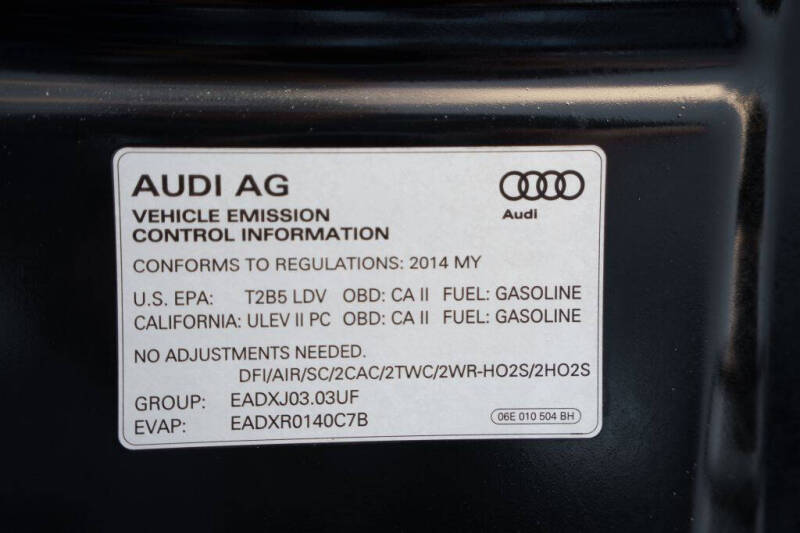 AUDI AG
Audi
VEHICLE EMISSION
CONTROL INFORMATION
CONFORMS TO REGULATIONS: 2014 MY
U.S. EPA: T2B5 LDV OBD: CA II FUEL: GASOLINE
CALIFORNIA: ULEV II PC OBD: CA II FUEL: GASOLINE
NO ADJUSTMENTS NEEDED.
DFI/AIR/SC/2CAC/2TWC/2WR-HO2S/2HO2S
GROUP: EADXJ03.03UF
EVAP: EADXR0140C7B
06E 010 504 BH